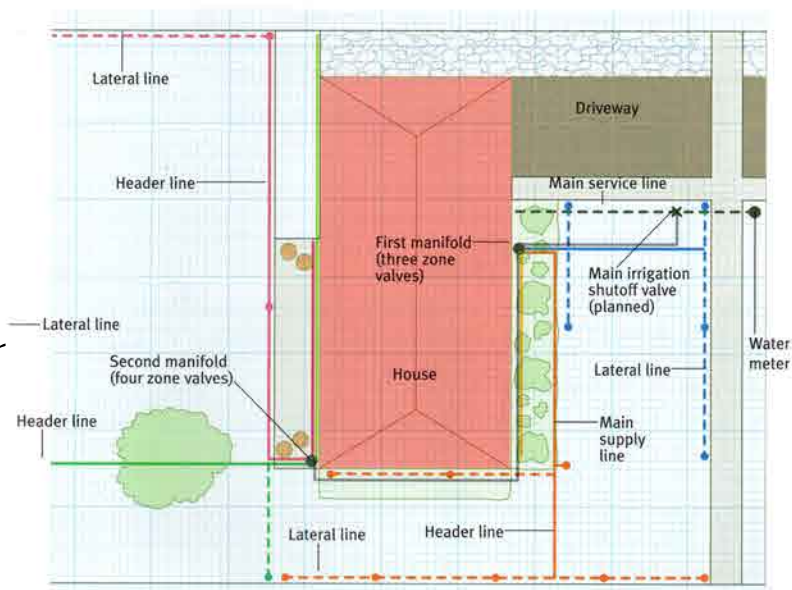 Lateral line
Driveway
Header line
Main service line
First manifold
(three zone
valves)
Main irrigation
shutoff valve
(planned)
Lateral line
Water
meter
Second manifold
(four zone valves)
House
Lateral line
Header line
Main
supply
line
Lateral line
Header line